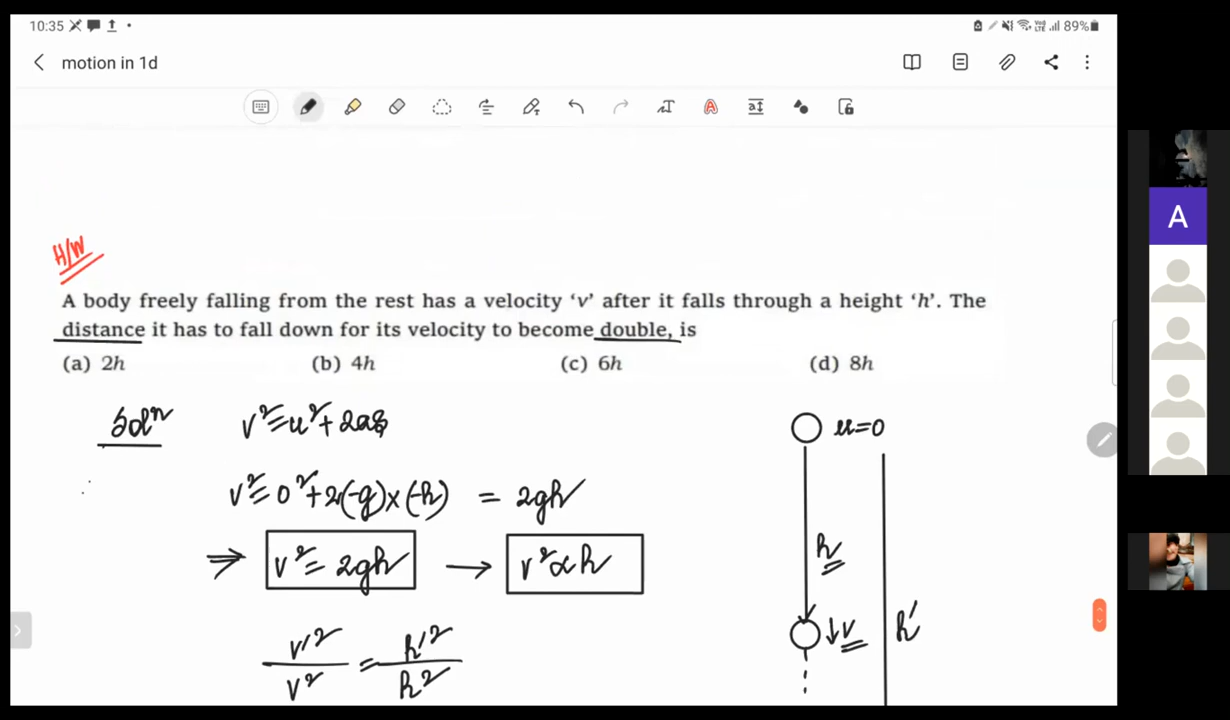 10:35
89%
motion in 1d
H/W
A body freely falling from the rest has a velocity ‘v’ after it falls through a height ‘h’. The
distance it has to fall down for its velocity to become double, is
(a) 2h (b) 4h (c) 6h (d) 8h
Solⁿ v² = u² + 2as
u=0
v² = 0² + 2(-g)×(-h) = 2gh
⇒ v² = 2gh → v² ∝ h
h
↓v
h'
v'²/v² = h'²/h²
A